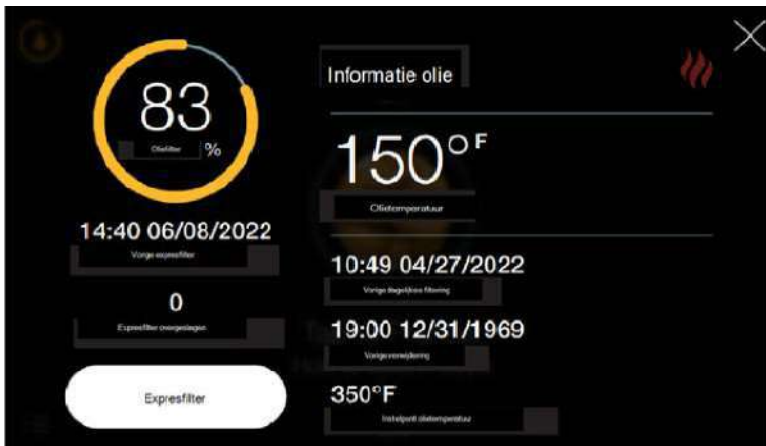 83
Oliefilter
%
14:40 06/08/2022
Vorige expresfilter
0
Expresfilter overgeslagen
Expresfilter
Informatie olie
150°F
Olietemperatuur
10:49 04/27/2022
Vorige dagelijkse filtering
19:00 12/31/1969
Vorige verwijdering
350°F
Instelpunt olietemperatuur